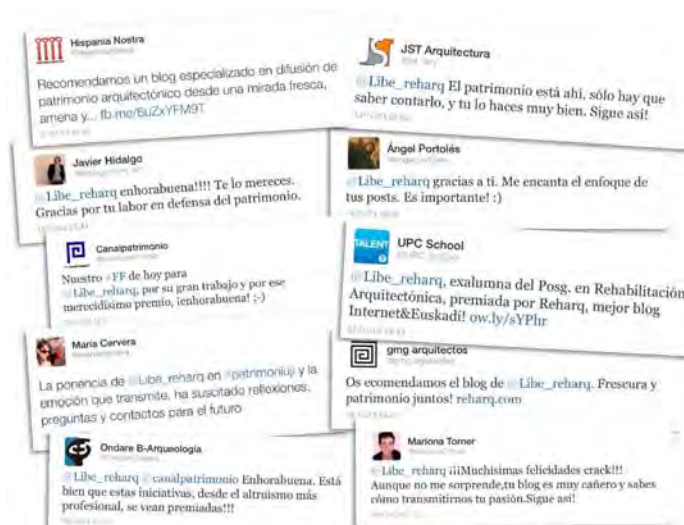 Hispania Nostra
Recomendamos un blog especializado en difusión de
patrimonio arquitectónico desde una mirada fresca,
amena y... fb.me/6uZxYFM9T
JST Arquitectura
@Libe_reharq El patrimonio está ahí, sólo hay que
saber contarlo, y tu lo haces muy bien. Sigue así!
Javier Hidalgo
@Libe_reharq enhorabuena!!!! Te lo mereces.
Gracias por tu labor en defensa del patrimonio.
Ángel Portolés
@Libe_reharq gracias a ti. Me encanta el enfoque de
tus posts. Es importante! :)
Canalpatrimonio
Nuestro #FF de hoy para
@Libe_reharq, por su gran trabajo y por ese
merecidísimo premio, ¡enhorabuena! ;-)
TALENT
UPC School
@Libe_reharq, exalumna del Posg. en Rehabilitación
Arquitectónica, premiada por Reharq, mejor blog
Internet&Euskadi! ow.ly/sYPhr
Maria Cervera
La ponencia de @Libe_reharq en #patrimoniuji y la
emoción que transmite, ha suscitado reflexiones,
preguntas y contactos para el futuro
gmg arquitectos
Os ecomendamos el blog de @Libe_reharq. Frescura y
patrimonio juntos! reharq.com
Ondare B-Arqueología
@Libe_reharq @canalpatrimonio Enhorabuena. Está
bien que estas iniciativas, desde el altruismo más
profesional, se vean premiadas!!!
Mariona Torner
@Libe_reharq ¡¡¡Muchísimas felicidades crack!!!
Aunque no me sorprende,tu blog es muy cañero y sabes
cómo transmitirnos tu pasión.Sigue así!